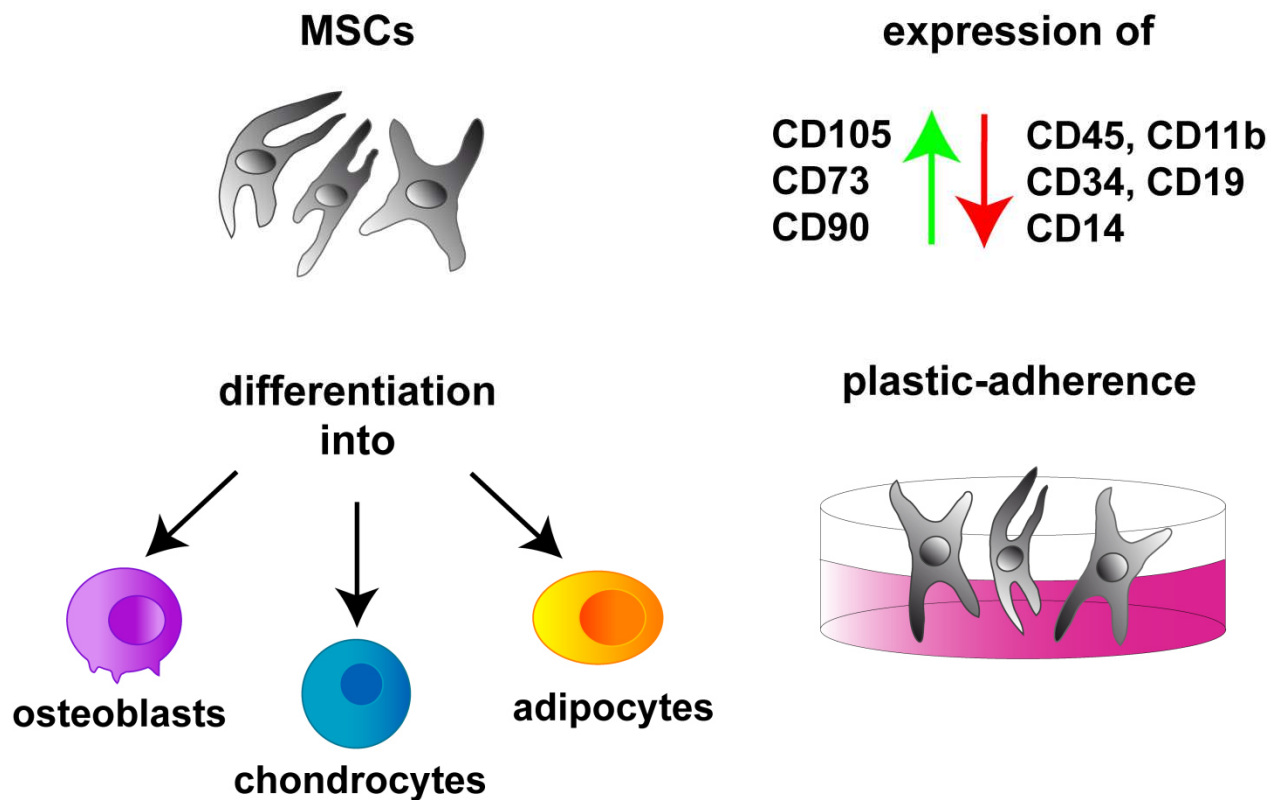 MSCs
expression of
CD105
CD73
CD90
CD45, CD11b
CD34, CD19
CD14
differentiation
into
osteoblasts
chondrocytes
adipocytes
plastic-adherence